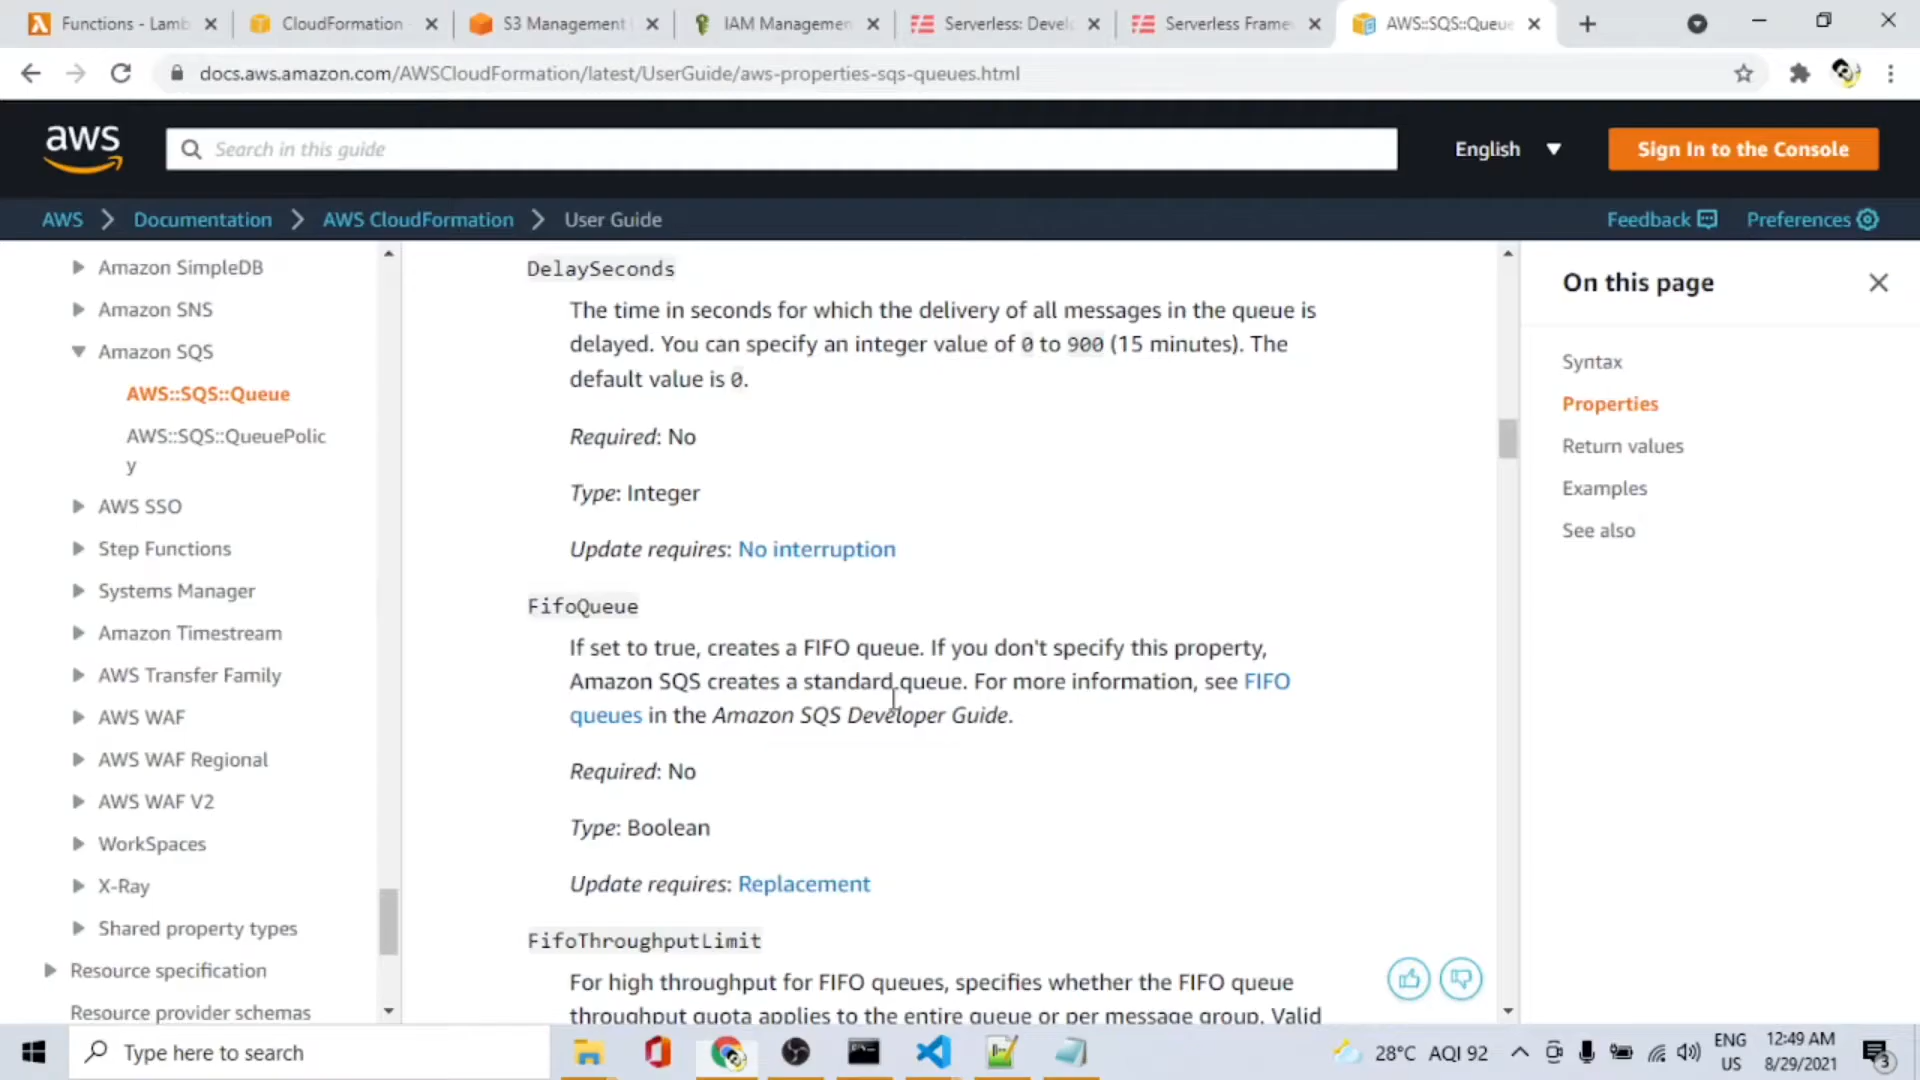 Functions - Lamb
CloudFormation
S3 Management
IAM Managemen
Serverless: Devel
Serverless Frame
AWS::SQS::Queue
docs.aws.amazon.com/AWSCloudFormation/latest/UserGuide/aws-properties-sqs-queues.html
aws
Search in this guide
English
Sign In to the Console
AWS
Documentation
AWS CloudFormation
User Guide
Feedback
Preferences
Amazon SimpleDB
Amazon SNS
Amazon SQS
AWS::SQS::Queue
AWS::SQS::QueuePolic
y
AWS SSO
Step Functions
Systems Manager
Amazon Timestream
AWS Transfer Family
AWS WAF
AWS WAF Regional
AWS WAF V2
WorkSpaces
X-Ray
Shared property types
Resource specification
Resource provider schemas
DelaySeconds
The time in seconds for which the delivery of all messages in the queue is
delayed. You can specify an integer value of 0 to 900 (15 minutes). The
default value is 0.
Required: No
Type: Integer
Update requires: No interruption
FifoQueue
If set to true, creates a FIFO queue. If you don't specify this property,
Amazon SQS creates a standard queue. For more information, see FIFO
queues in the Amazon SQS Developer Guide.
Required: No
Type: Boolean
Update requires: Replacement
FifoThroughputLimit
For high throughput for FIFO queues, specifies whether the FIFO queue
throughput quota applies to the entire queue or per message group. Valid
On this page
Syntax
Properties
Return values
Examples
See also
Type here to search
28°C AQI 92
ENG
US
12:49 AM
8/29/2021
3